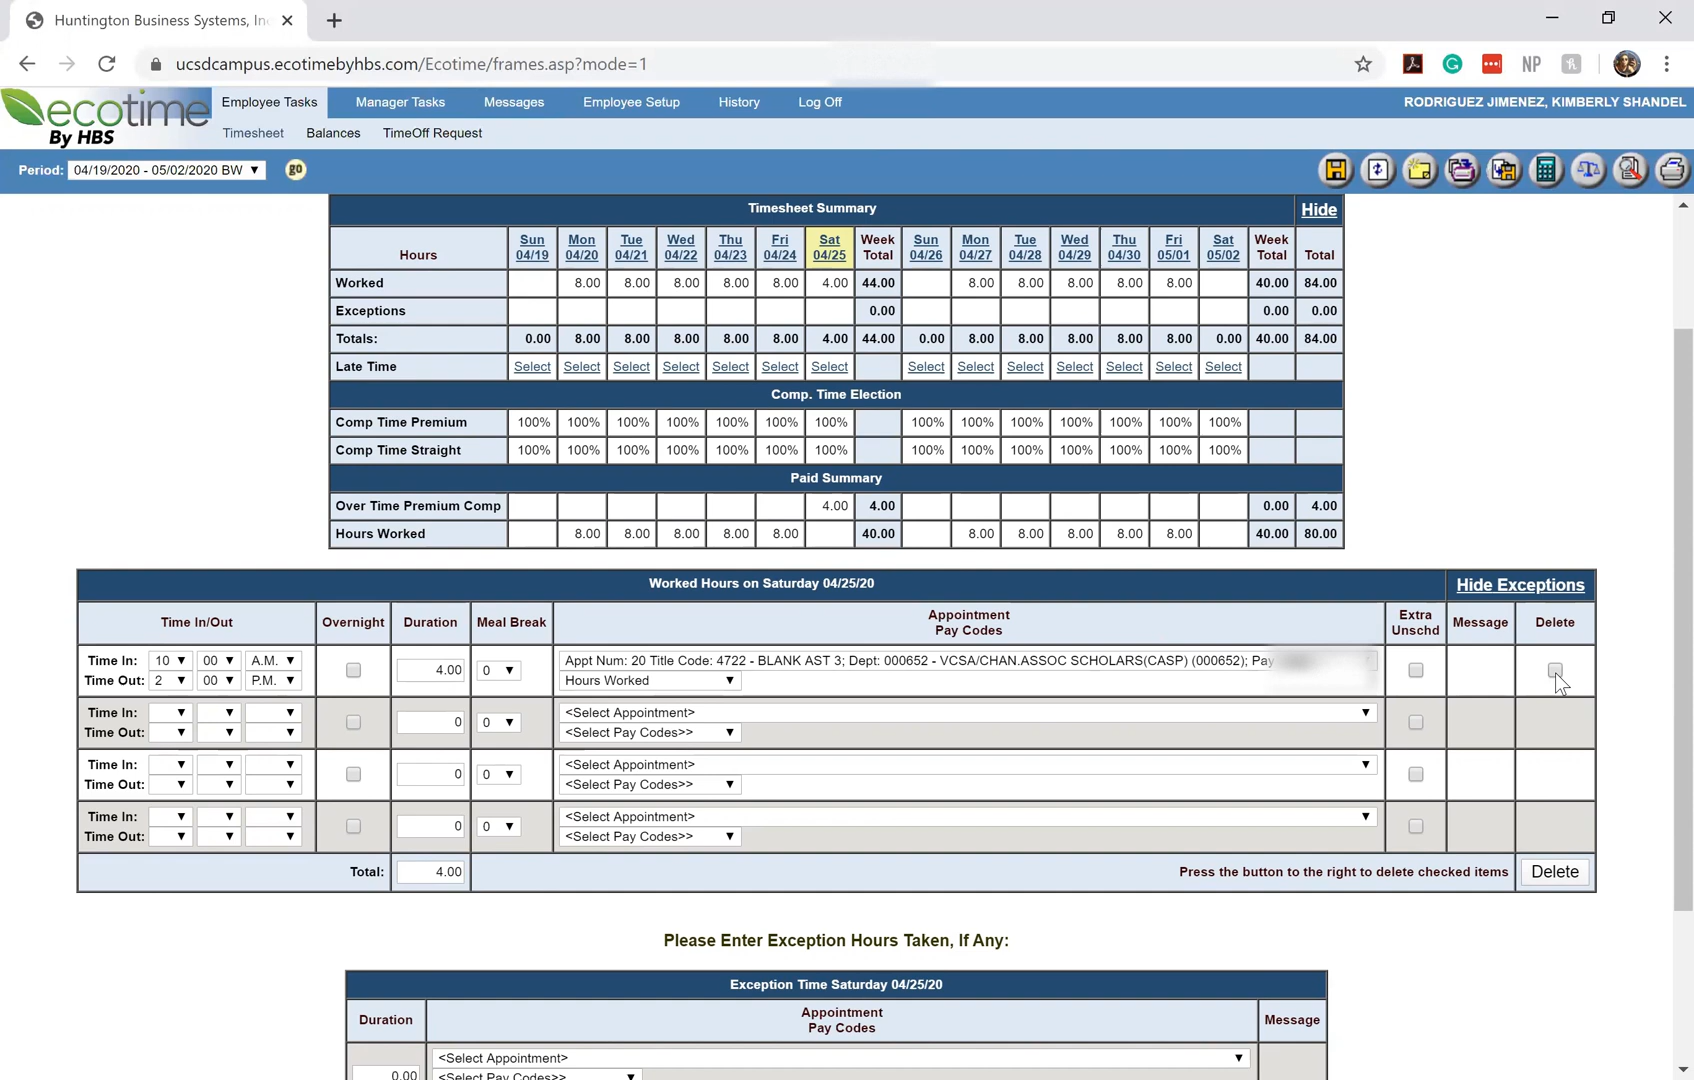 Huntington Business Systems, In
ucsdcampus.ecotimebyhbs.com/Ecotime/frames.asp?mode=1
NP
ecotime
By HBS
Employee Tasks Manager Tasks Messages Employee Setup History Log Off
RODRIGUEZ JIMENEZ, KIMBERLY SHANDEL
Timesheet Balances TimeOff Request
Period: 04/19/2020 - 05/02/2020 BW go
Timesheet Summary Hide
Hours Sun 04/19 Mon 04/20 Tue 04/21 Wed 04/22 Thu 04/23 Fri 04/24 Sat 04/25 Week Total Sun 04/26 Mon 04/27 Tue 04/28 Wed 04/29 Thu 04/30 Fri 05/01 Sat 05/02 Week Total Total
Worked 8.00 8.00 8.00 8.00 8.00 4.00 44.00 8.00 8.00 8.00 8.00 8.00 40.00 84.00
Exceptions 0.00 0.00 0.00
Totals: 0.00 8.00 8.00 8.00 8.00 8.00 4.00 44.00 0.00 8.00 8.00 8.00 8.00 8.00 0.00 40.00 84.00
Late Time Select Select Select Select Select Select Select Select Select Select Select Select Select Select
Comp. Time Election
Comp Time Premium 100% 100% 100% 100% 100% 100% 100% 100% 100% 100% 100% 100% 100% 100%
Comp Time Straight 100% 100% 100% 100% 100% 100% 100% 100% 100% 100% 100% 100% 100% 100%
Paid Summary
Over Time Premium Comp 4.00 4.00 0.00 4.00
Hours Worked 8.00 8.00 8.00 8.00 8.00 40.00 8.00 8.00 8.00 8.00 8.00 40.00 80.00
Worked Hours on Saturday 04/25/20 Hide Exceptions
Time In/Out Overnight Duration Meal Break Appointment Pay Codes Extra Unschd Message Delete
Time In: 10 00 A.M. 4.00 0 Appt Num: 20 Title Code: 4722 - BLANK AST 3; Dept: 000652 - VCSA/CHAN.ASSOC SCHOLARS(CASP) (000652); Pay
Time Out: 2 00 P.M. Hours Worked
Time In: 0 0 <Select Appointment>
Time Out: <Select Pay Codes>>
Time In: 0 0 <Select Appointment>
Time Out: <Select Pay Codes>>
Time In: 0 0 <Select Appointment>
Time Out: <Select Pay Codes>>
Total: 4.00 Press the button to the right to delete checked items Delete
Please Enter Exception Hours Taken, If Any:
Exception Time Saturday 04/25/20
Duration Appointment Pay Codes Message
<Select Appointment>
0.00 <Select Pay Codes>>